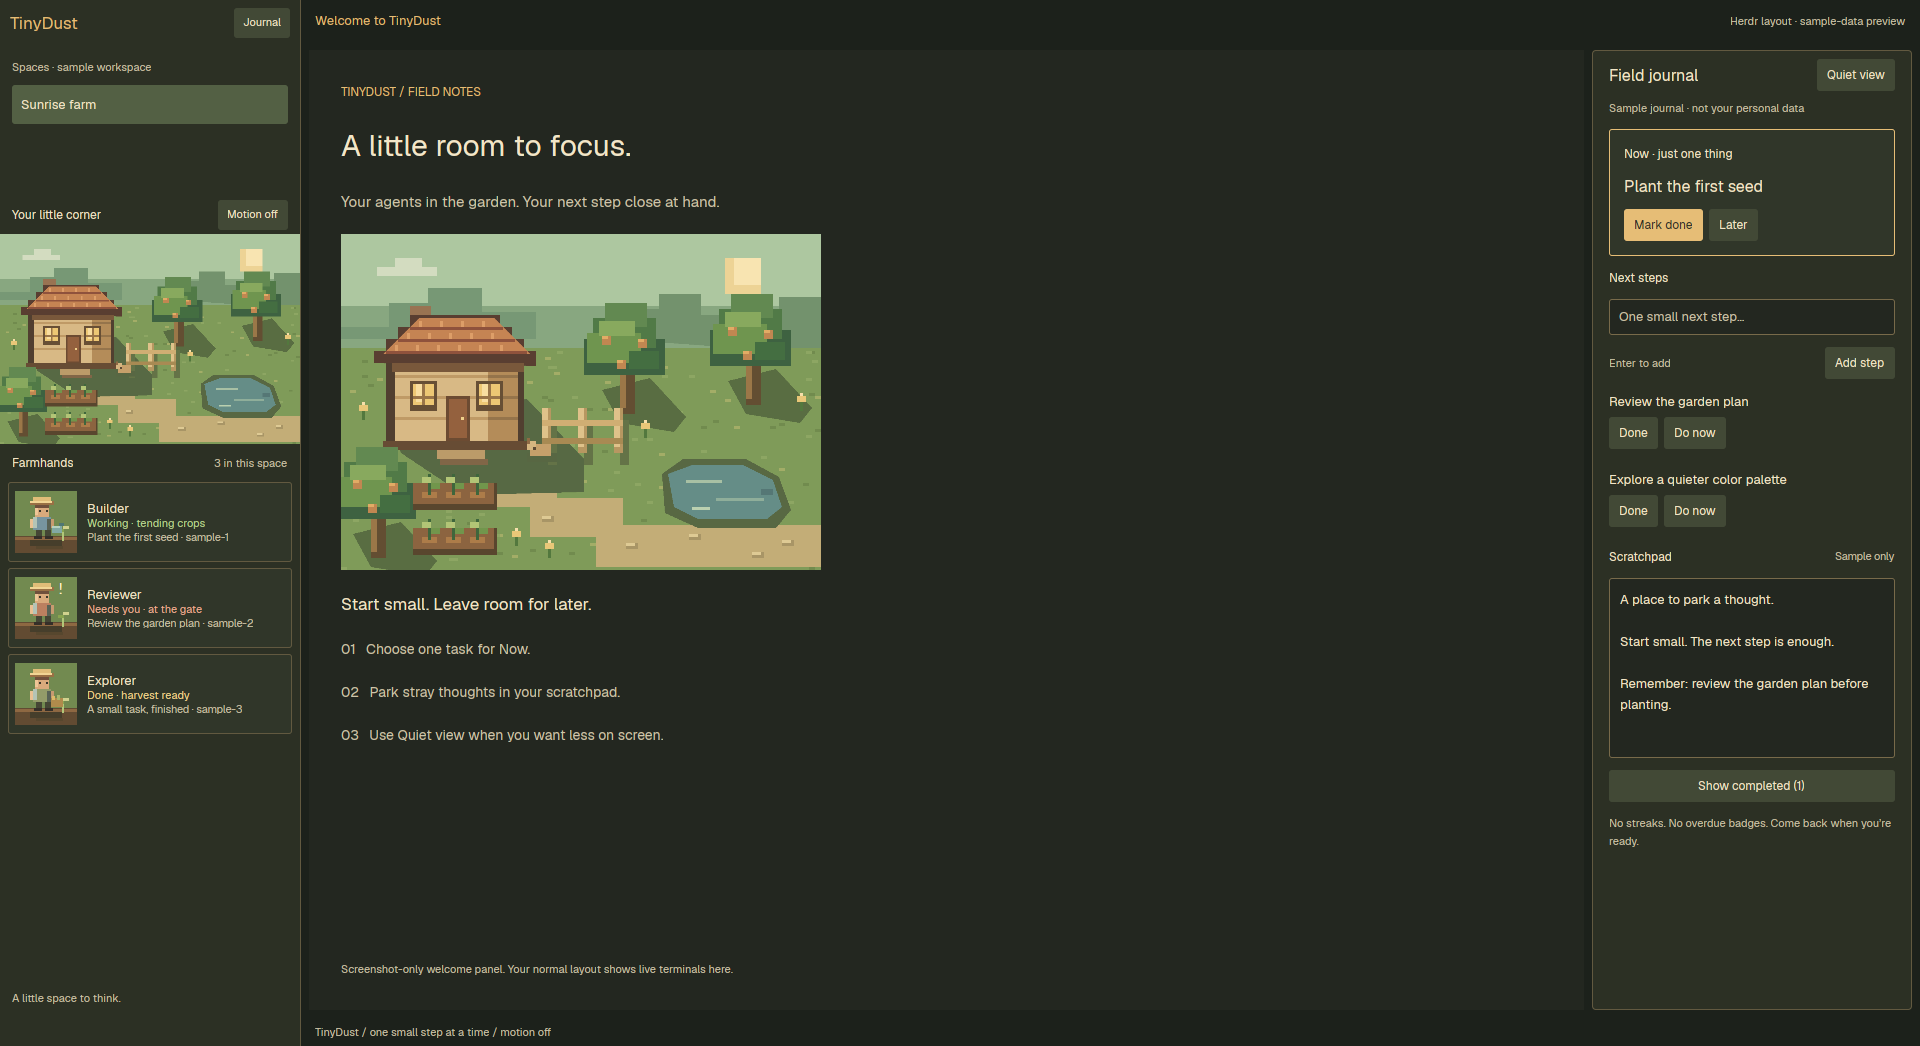 TinyDust
Journal
Spaces · sample workspace
Sunrise farm
Your little corner
Motion off
Farmhands
3 in this space
Builder
Working · tending crops
Plant the first seed · sample-1
!
Reviewer
Needs you · at the gate
Review the garden plan · sample-2
Explorer
Done · harvest ready
A small task, finished · sample-3
A little space to think.
Welcome to TinyDust
Herdr layout · sample-data preview
TINYDUST / FIELD NOTES
A little room to focus.
Your agents in the garden. Your next step close at hand.
Start small. Leave room for later.
01 Choose one task for Now.
02 Park stray thoughts in your scratchpad.
03 Use Quiet view when you want less on screen.
Screenshot-only welcome panel. Your normal layout shows live terminals here.
TinyDust / one small step at a time / motion off
Field journal
Quiet view
Sample journal · not your personal data
Now · just one thing
Plant the first seed
Mark done
Later
Next steps
One small next step...
Enter to add
Add step
Review the garden plan
Done
Do now
Explore a quieter color palette
Done
Do now
Scratchpad
Sample only
A place to park a thought.
Start small. The next step is enough.
Remember: review the garden plan before
planting.
Show completed (1)
No streaks. No overdue badges. Come back when you're
ready.